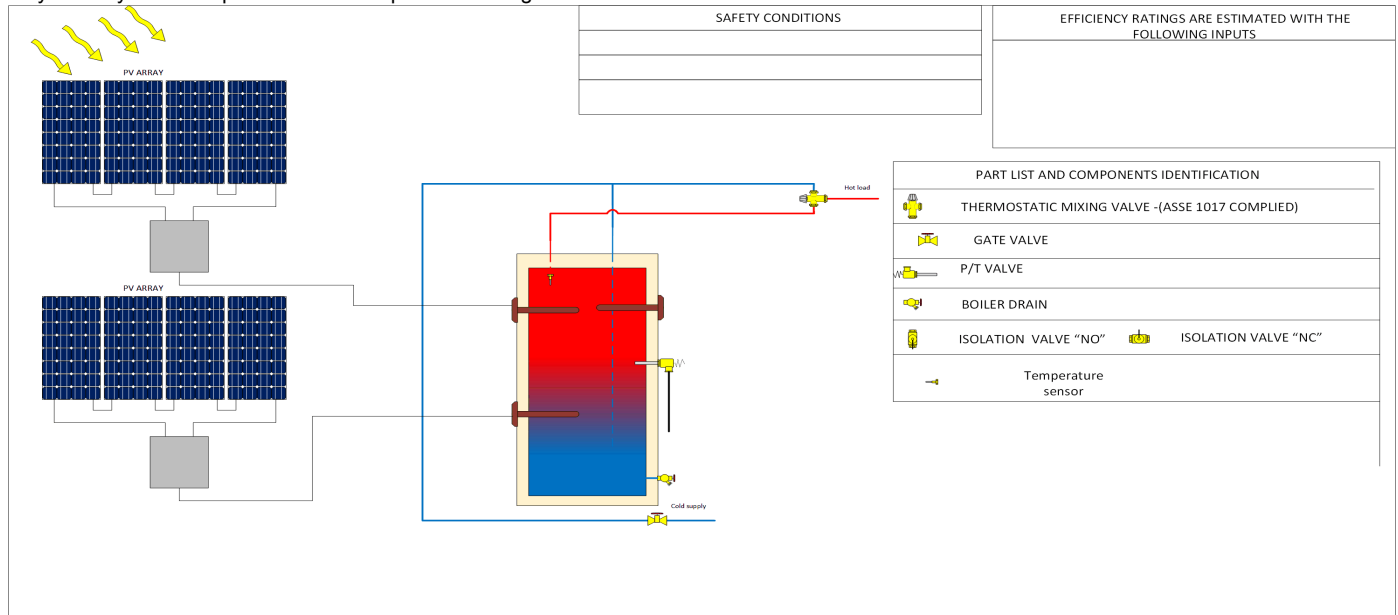 SAFETY CONDITIONS
EFFICIENCY RATINGS ARE ESTIMATED WITH THE
FOLLOWING INPUTS
PV ARRAY
PART LIST AND COMPONENTS IDENTIFICATION
Hot load
THERMOSTATIC MIXING VALVE -(ASSE 1017 COMPLIED)
GATE VALVE
P/T VALVE
PV ARRAY
BOILER DRAIN
ISOLATION VALVE "NO"
ISOLATION VALVE "NC"
Temperature
sensor
Cold supply